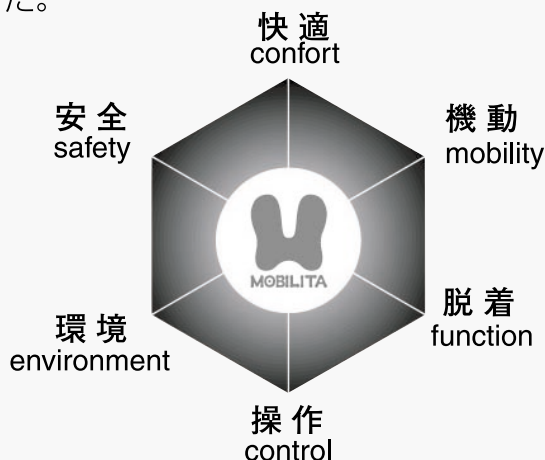 た。
快適
confort
安全
safety
機動
mobility
MOBILITA
環境
environment
脱着
function
操作
control